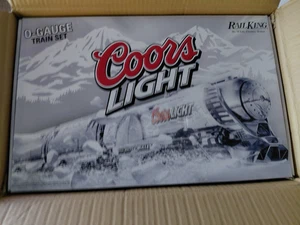 O-GAUGE
TRAIN SET
RAILKING
Coors
LIGHT
Coors LIGHT